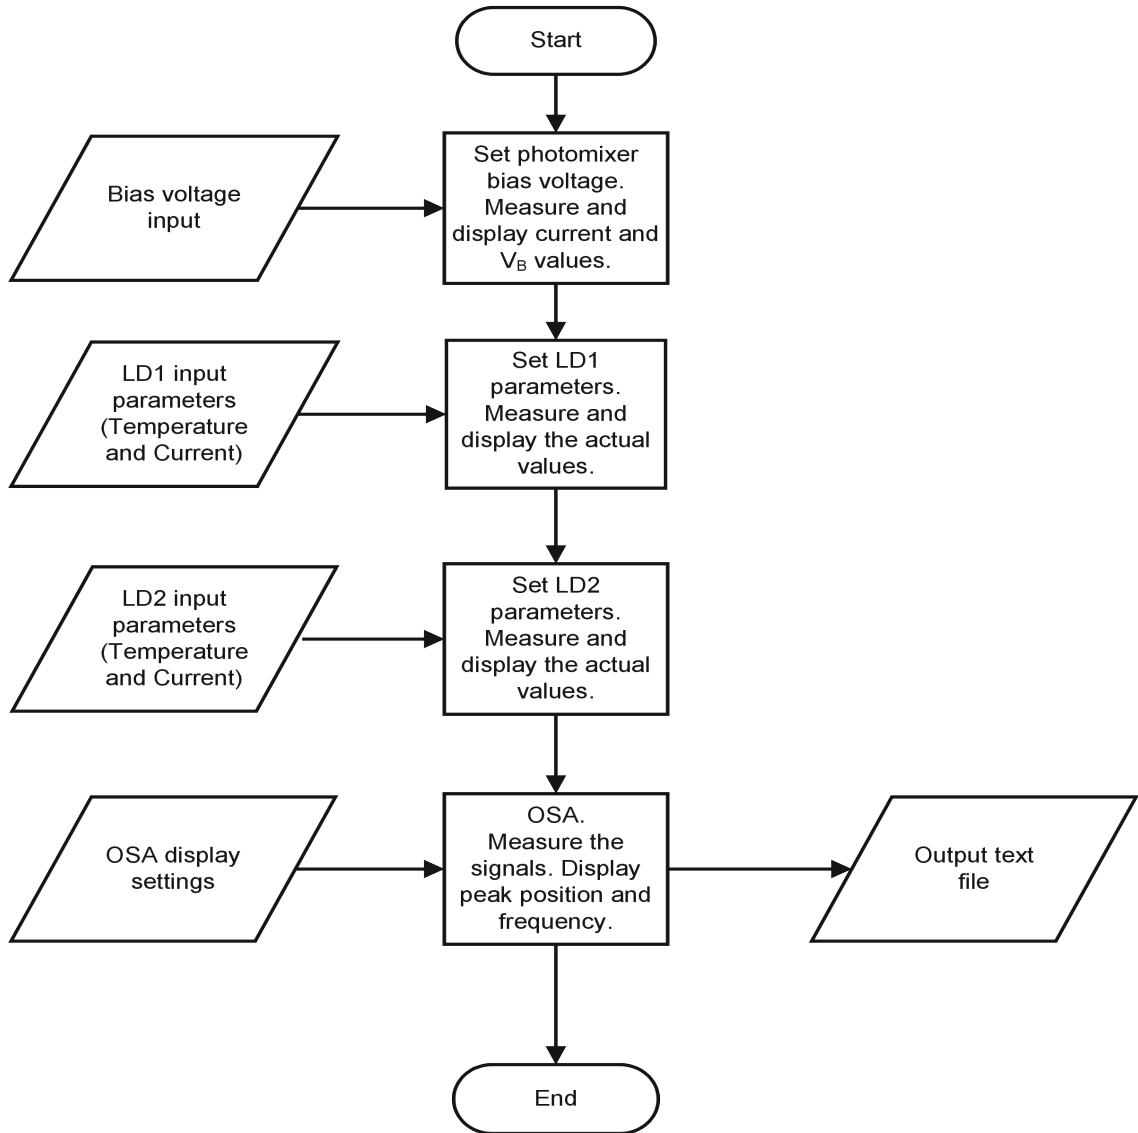 Start
Bias voltage
input
Set photomixer
bias voltage.
Measure and
display current and
V_B values.
LD1 input
parameters
(Temperature
and Current)
Set LD1
parameters.
Measure and
display the actual
values.
LD2 input
parameters
(Temperature
and Current)
Set LD2
parameters.
Measure and
display the actual
values.
OSA display
settings
OSA.
Measure the
signals. Display
peak position and
frequency.
Output text
file
End